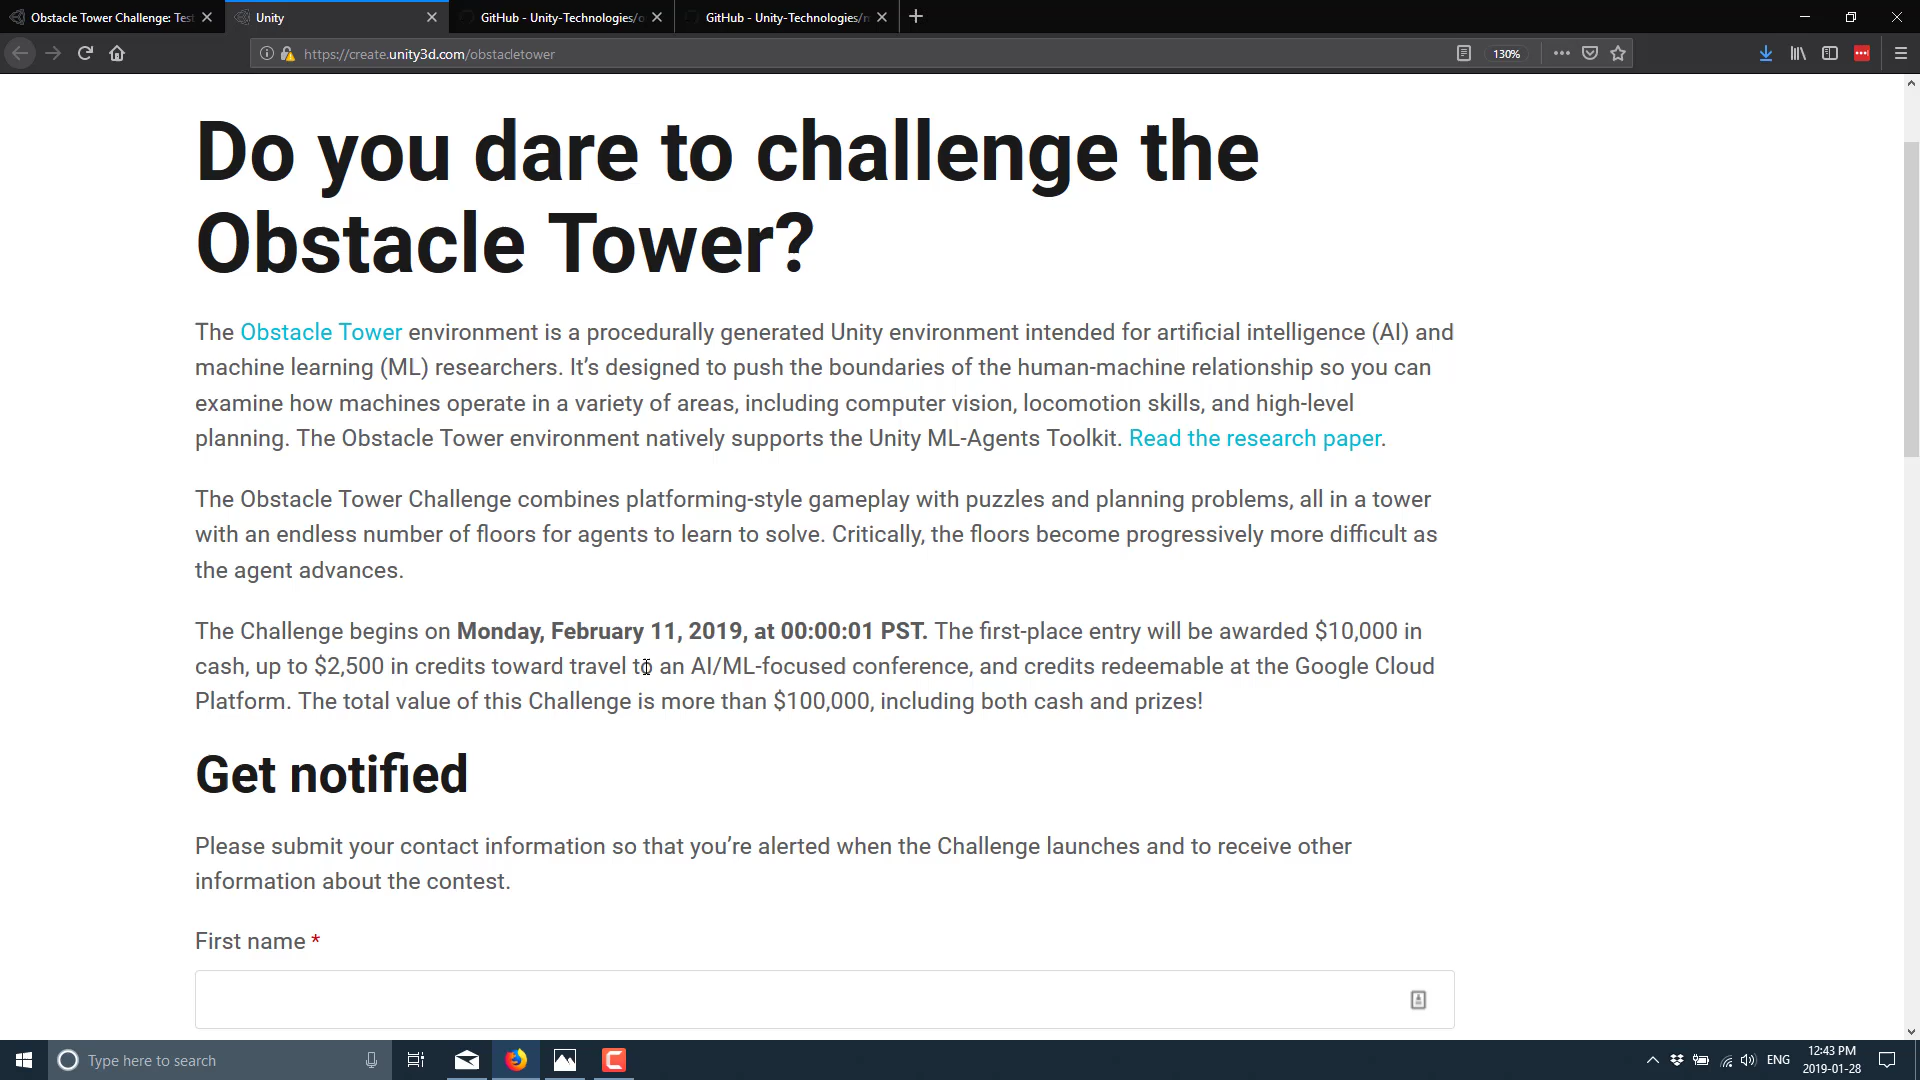 Obstacle Tower Challenge: Test
Unity
GitHub - Unity-Technologies/o
GitHub - Unity-Technologies/m
https://create.unity3d.com/obstacletower
130%
Do you dare to challenge the
Obstacle Tower?
The Obstacle Tower environment is a procedurally generated Unity environment intended for artificial intelligence (AI) and
machine learning (ML) researchers. It’s designed to push the boundaries of the human-machine relationship so you can
examine how machines operate in a variety of areas, including computer vision, locomotion skills, and high-level
planning. The Obstacle Tower environment natively supports the Unity ML-Agents Toolkit. Read the research paper.
The Obstacle Tower Challenge combines platforming-style gameplay with puzzles and planning problems, all in a tower
with an endless number of floors for agents to learn to solve. Critically, the floors become progressively more difficult as
the agent advances.
The Challenge begins on Monday, February 11, 2019, at 00:00:01 PST. The first-place entry will be awarded $10,000 in
cash, up to $2,500 in credits toward travel to an AI/ML-focused conference, and credits redeemable at the Google Cloud
Platform. The total value of this Challenge is more than $100,000, including both cash and prizes!
Get notified
Please submit your contact information so that you’re alerted when the Challenge launches and to receive other
information about the contest.
First name *
Type here to search
ENG
12:43 PM
2019-01-28